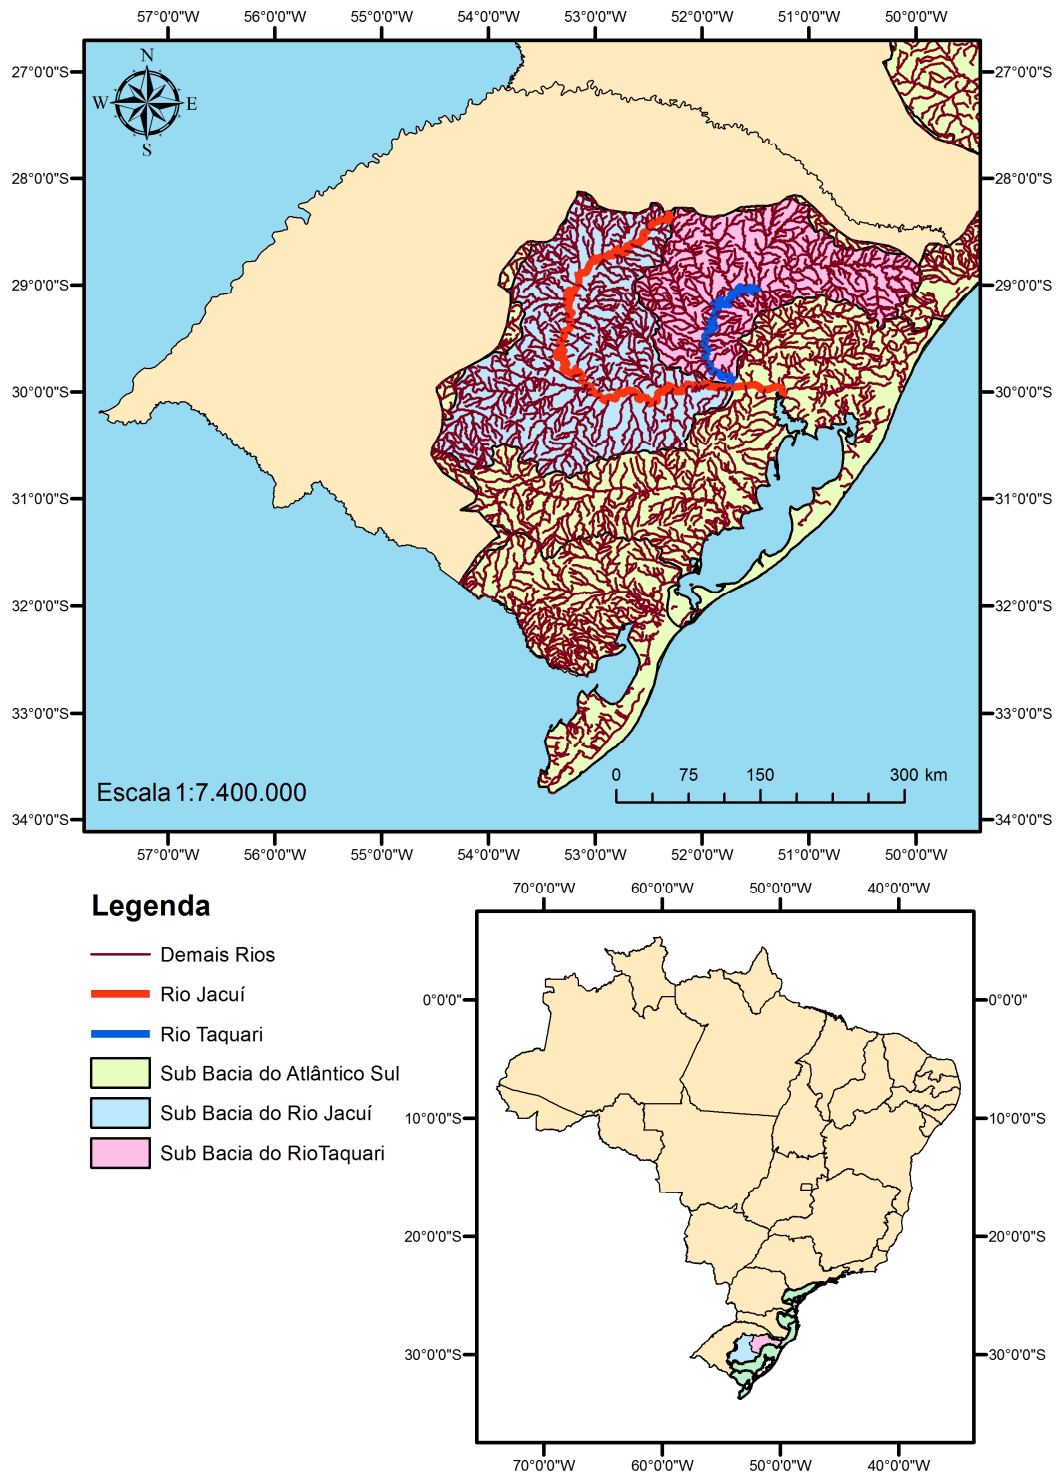 57°0'0"W 56°0'0"W 55°0'0"W 54°0'0"W 53°0'0"W 52°0'0"W 51°0'0"W 50°0'0"W
N
W E
S
27°0'0"S 27°0'0"S
28°0'0"S 28°0'0"S
29°0'0"S 29°0'0"S
30°0'0"S 30°0'0"S
31°0'0"S 31°0'0"S
32°0'0"S 32°0'0"S
33°0'0"S 33°0'0"S
34°0'0"S 34°0'0"S
Escala 1:7.400.000
0 75 150 300 km
57°0'0"W 56°0'0"W 55°0'0"W 54°0'0"W 53°0'0"W 52°0'0"W 51°0'0"W 50°0'0"W
Legenda
Demais Rios
Rio Jacuí
Rio Taquari
Sub Bacia do Atlântico Sul
Sub Bacia do Rio Jacuí
Sub Bacia do RioTaquari
70°0'0"W 60°0'0"W 50°0'0"W 40°0'0"W
0°0'0" 0°0'0"
10°0'0"S 10°0'0"S
20°0'0"S 20°0'0"S
30°0'0"S 30°0'0"S
70°0'0"W 60°0'0"W 50°0'0"W 40°0'0"W